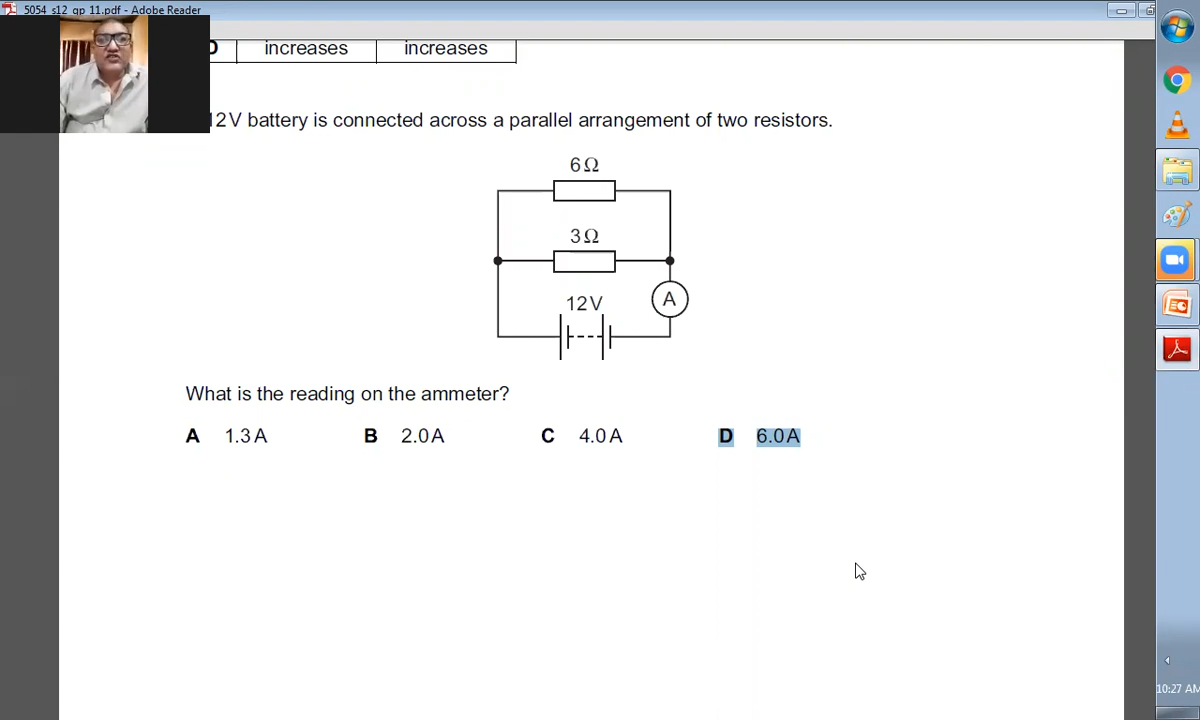 5054_s12_qp_11.pdf - Adobe Reader
D increases increases
12V battery is connected across a parallel arrangement of two resistors.
6Ω
3Ω
12V
A
What is the reading on the ammeter?
A 1.3A B 2.0A C 4.0A D 6.0A
10:27 AM